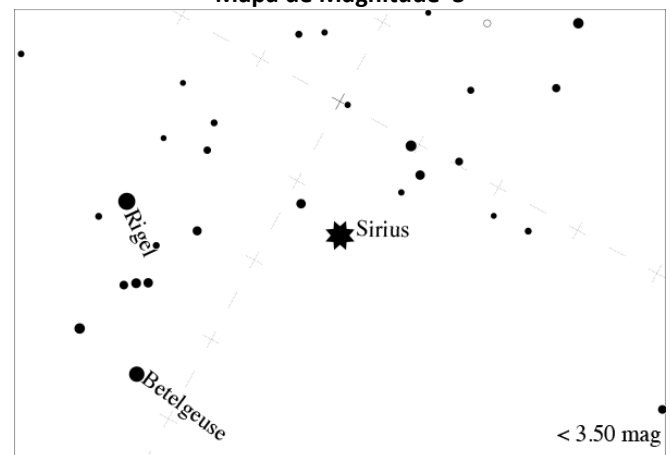 Mapa de Magnitude 3
Sirius
Rigel
Betelgeuse
< 3.50 mag